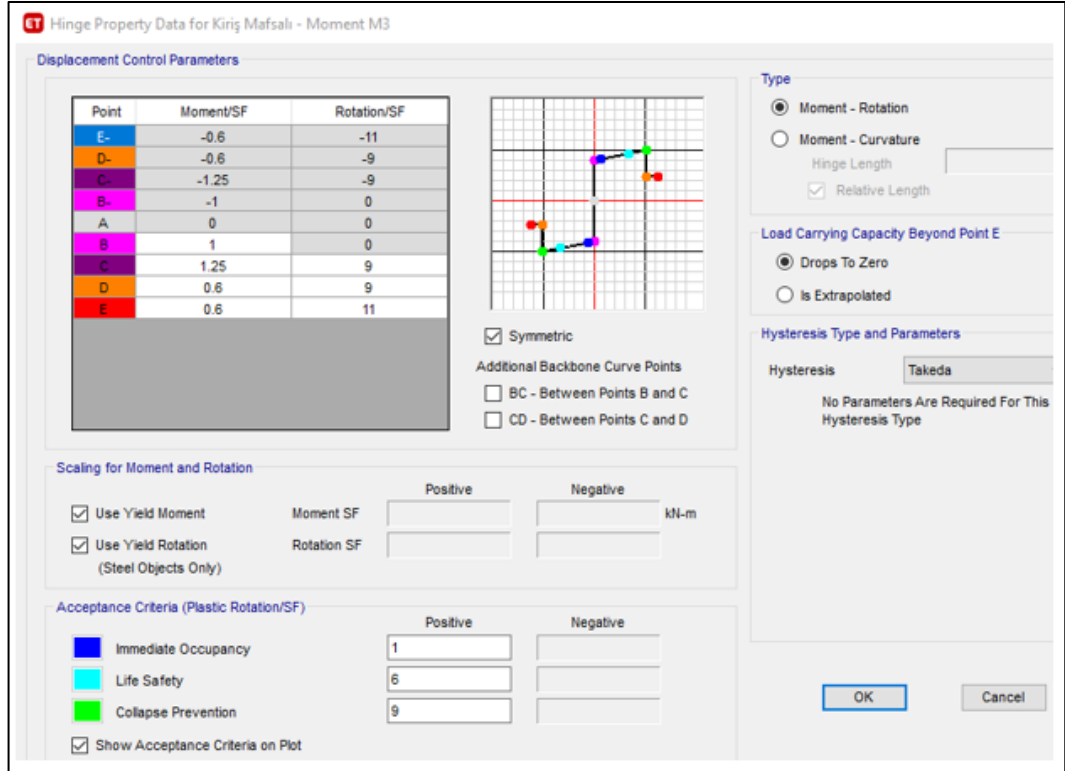 ET Hinge Property Data for Kiriş Mafsalı - Moment M3
Displacement Control Parameters
Point Moment/SF Rotation/SF
E- -0.6 -11
D- -0.6 -9
C- -1.25 -9
B- -1 0
A 0 0
B 1 0
C 1.25 9
D 0.6 9
E 0.6 11
Symmetric
Additional Backbone Curve Points
BC - Between Points B and C
CD - Between Points C and D
Type
Moment - Rotation
Moment - Curvature
Hinge Length
Relative Length
Load Carrying Capacity Beyond Point E
Drops To Zero
Is Extrapolated
Hysteresis Type and Parameters
Hysteresis Takeda
No Parameters Are Required For This
Hysteresis Type
Scaling for Moment and Rotation
Positive Negative
Use Yield Moment Moment SF kN-m
Use Yield Rotation Rotation SF
(Steel Objects Only)
Acceptance Criteria (Plastic Rotation/SF)
Positive Negative
Immediate Occupancy 1
Life Safety 6
Collapse Prevention 9
Show Acceptance Criteria on Plot
OK Cancel